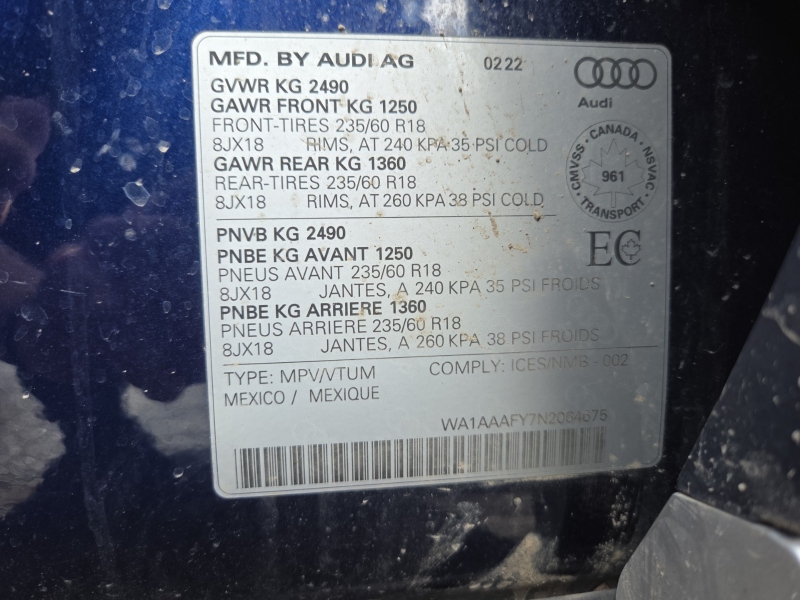 MFD. BY AUDI AG 0222
Audi
GVWR KG 2490
GAWR FRONT KG 1250
FRONT-TIRES 235/60 R18
8JX18 RIMS, AT 240 KPA 35 PSI COLD
GAWR REAR KG 1360
REAR-TIRES 235/60 R18
8JX18 RIMS, AT 260 KPA 38 PSI COLD
CANADA
CMVSS - NSVAC
961
TRANSPORT
PNVB KG 2490
PNBE KG AVANT 1250
PNEUS AVANT 235/60 R18
8JX18 JANTES, A 240 KPA 35 PSI FROIDS
PNBE KG ARRIERE 1360
PNEUS ARRIERE 235/60 R18
8JX18 JANTES, A 260 KPA 38 PSI FROIDS
EC
TYPE: MPV/VTUM COMPLY: ICES/NMB - 002
MEXICO / MEXIQUE
WA1AAAFY7N2064675